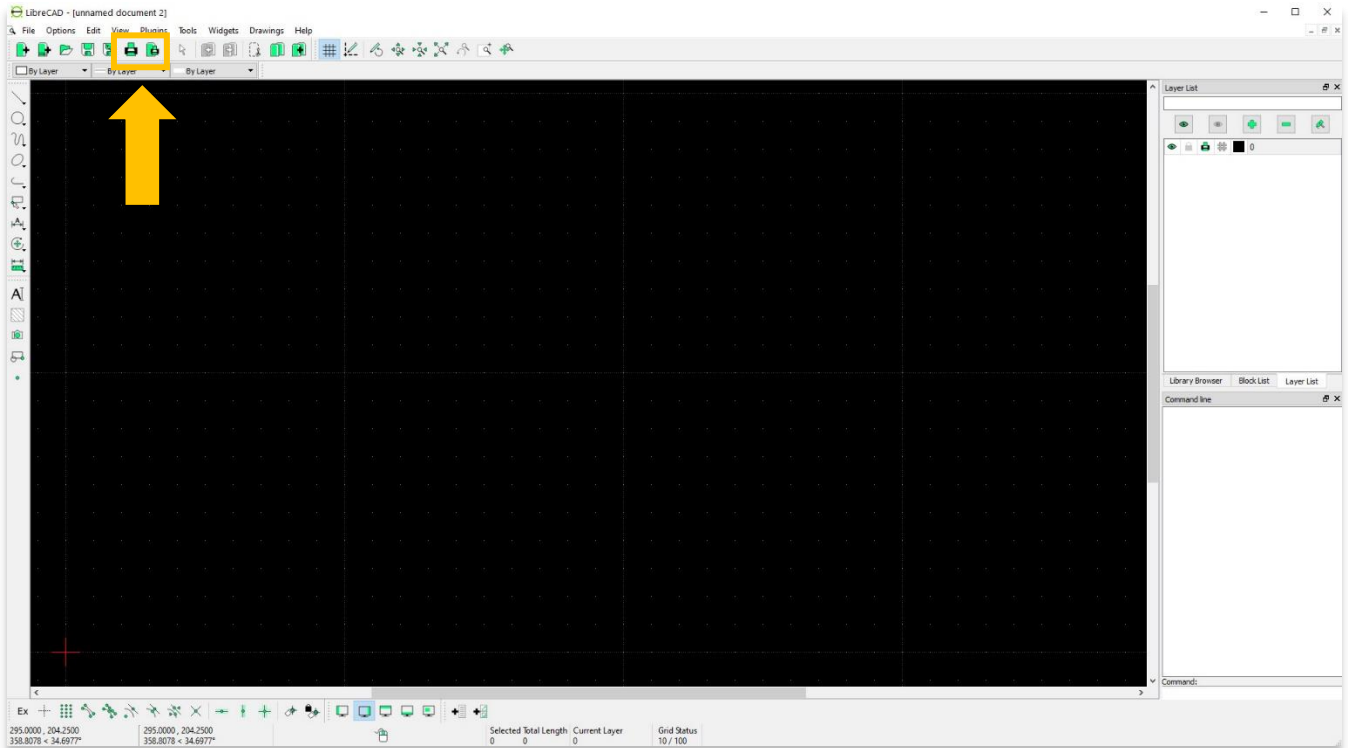 LibreCAD - [unnamed document 2]
File Options Edit View Plugins Tools Widgets Drawings Help
By Layer By Layer By Layer
Layer List
0
Library Browser Block List Layer List
Command line
Command:
Ex
295.0000 , 204.2500 295.0000 , 204.2500 Selected Total Length Current Layer Grid Status
358.8078 < 34.6977° 358.8078 < 34.6977° 0 0 0 10 / 100